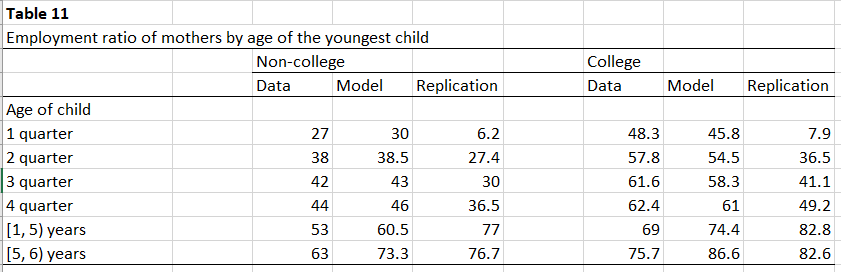 Table 11
Employment ratio of mothers by age of the youngest child
Non-college College
Data Model Replication Data Model Replication
Age of child
1 quarter 27 30 6.2 48.3 45.8 7.9
2 quarter 38 38.5 27.4 57.8 54.5 36.5
3 quarter 42 43 30 61.6 58.3 41.1
4 quarter 44 46 36.5 62.4 61 49.2
[1, 5) years 53 60.5 77 69 74.4 82.8
[5, 6) years 63 73.3 76.7 75.7 86.6 82.6